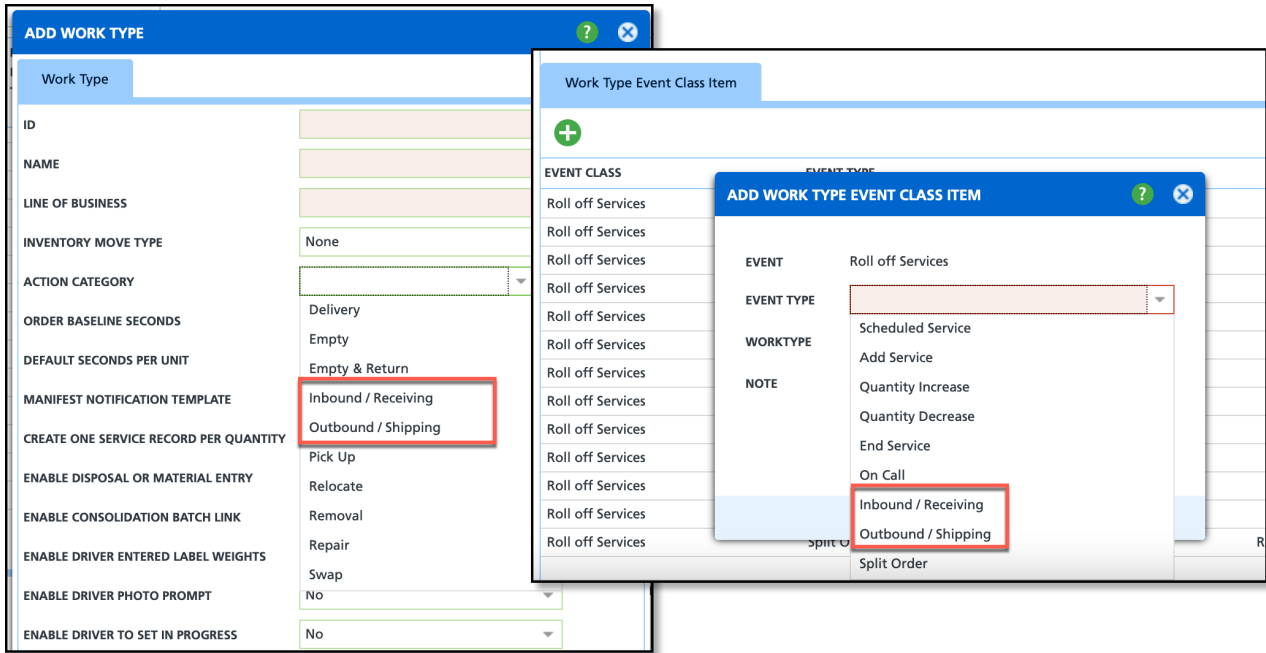 ADD WORK TYPE
?
Work Type
ID
NAME
LINE OF BUSINESS
INVENTORY MOVE TYPE
None
ACTION CATEGORY
ORDER BASELINE SECONDS
DEFAULT SECONDS PER UNIT
MANIFEST NOTIFICATION TEMPLATE
CREATE ONE SERVICE RECORD PER QUANTITY
ENABLE DISPOSAL OR MATERIAL ENTRY
ENABLE CONSOLIDATION BATCH LINK
ENABLE DRIVER ENTERED LABEL WEIGHTS
ENABLE DRIVER PHOTO PROMPT
No
ENABLE DRIVER TO SET IN PROGRESS
No
Delivery
Empty
Empty & Return
Inbound / Receiving
Outbound / Shipping
Pick Up
Relocate
Removal
Repair
Swap
Work Type Event Class Item
EVENT CLASS
EVENT TYPE
Roll off Services
Roll off Services
Roll off Services
Roll off Services
Roll off Services
Roll off Services
Roll off Services
Roll off Services
Roll off Services
Roll off Services
Roll off Services
Roll off Services
Roll off Services
Split O
R
ADD WORK TYPE EVENT CLASS ITEM
?
EVENT
Roll off Services
EVENT TYPE
WORKTYPE
NOTE
Scheduled Service
Add Service
Quantity Increase
Quantity Decrease
End Service
On Call
Inbound / Receiving
Outbound / Shipping
Split Order